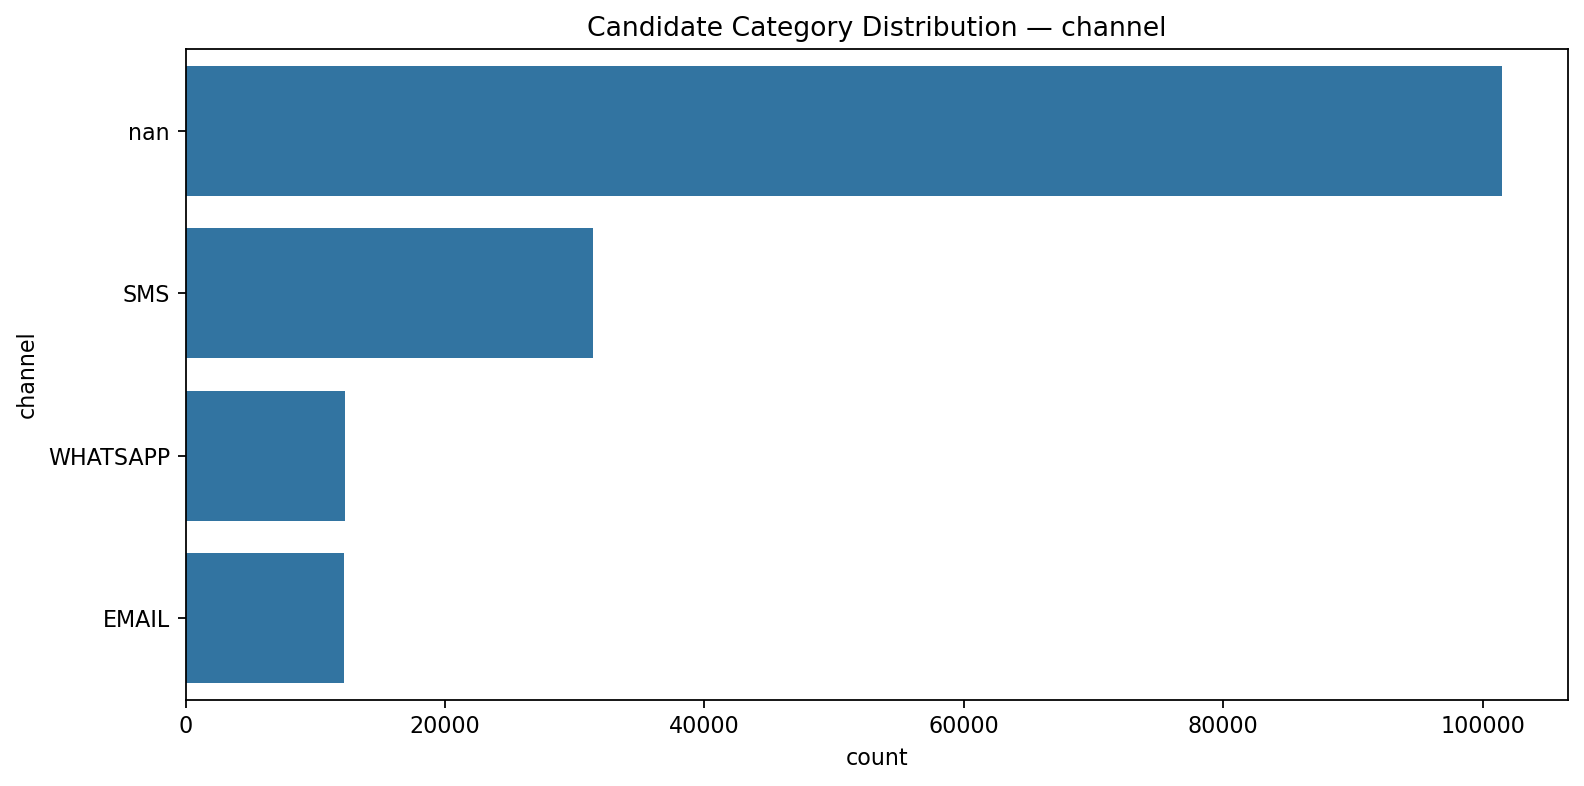 Candidate Category Distribution — channel
nan
SMS
WHATSAPP
EMAIL
channel
0 20000 40000 60000 80000 100000
count